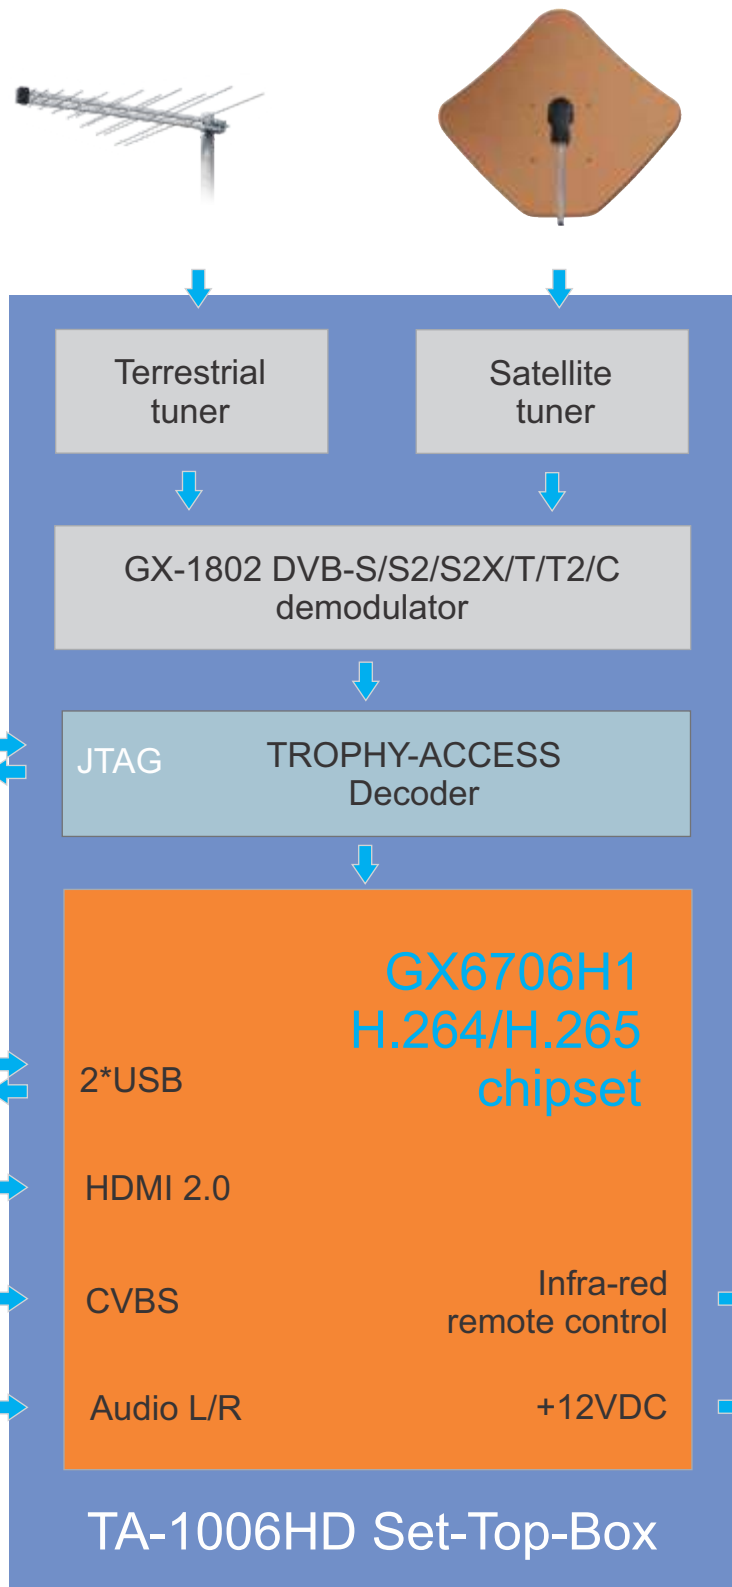 Terrestrial
tuner
Satellite
tuner
GX-1802 DVB-S/S2/S2X/T/T2/C
demodulator
JTAG
TROPHY-ACCESS
Decoder
GX6706H1
H.264/H.265
chipset
2*USB
HDMI 2.0
CVBS
Infra-red
remote control
Audio L/R
+12VDC
TA-1006HD Set-Top-Box